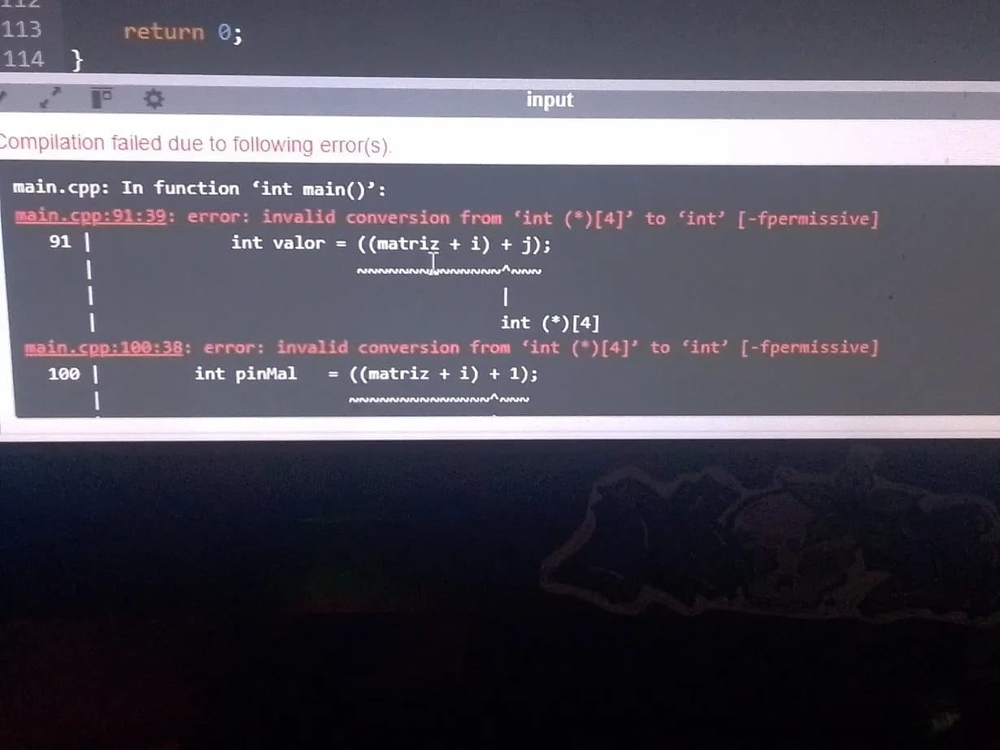 113 return 0;
114 }
input
Compilation failed due to following error(s).
main.cpp: In function ‘int main()’:
main.cpp:91:39: error: invalid conversion from ‘int (*)[4]’ to ‘int’ [-fpermissive]
91 | int valor = ((matriz + i) + j);
| ~~~~~~~~~~~~~~^~~~
| |
| int (*)[4]
main.cpp:100:38: error: invalid conversion from ‘int (*)[4]’ to ‘int’ [-fpermissive]
100 | int pinMal = ((matriz + i) + 1);
| ~~~~~~~~~~~~~~^~~~